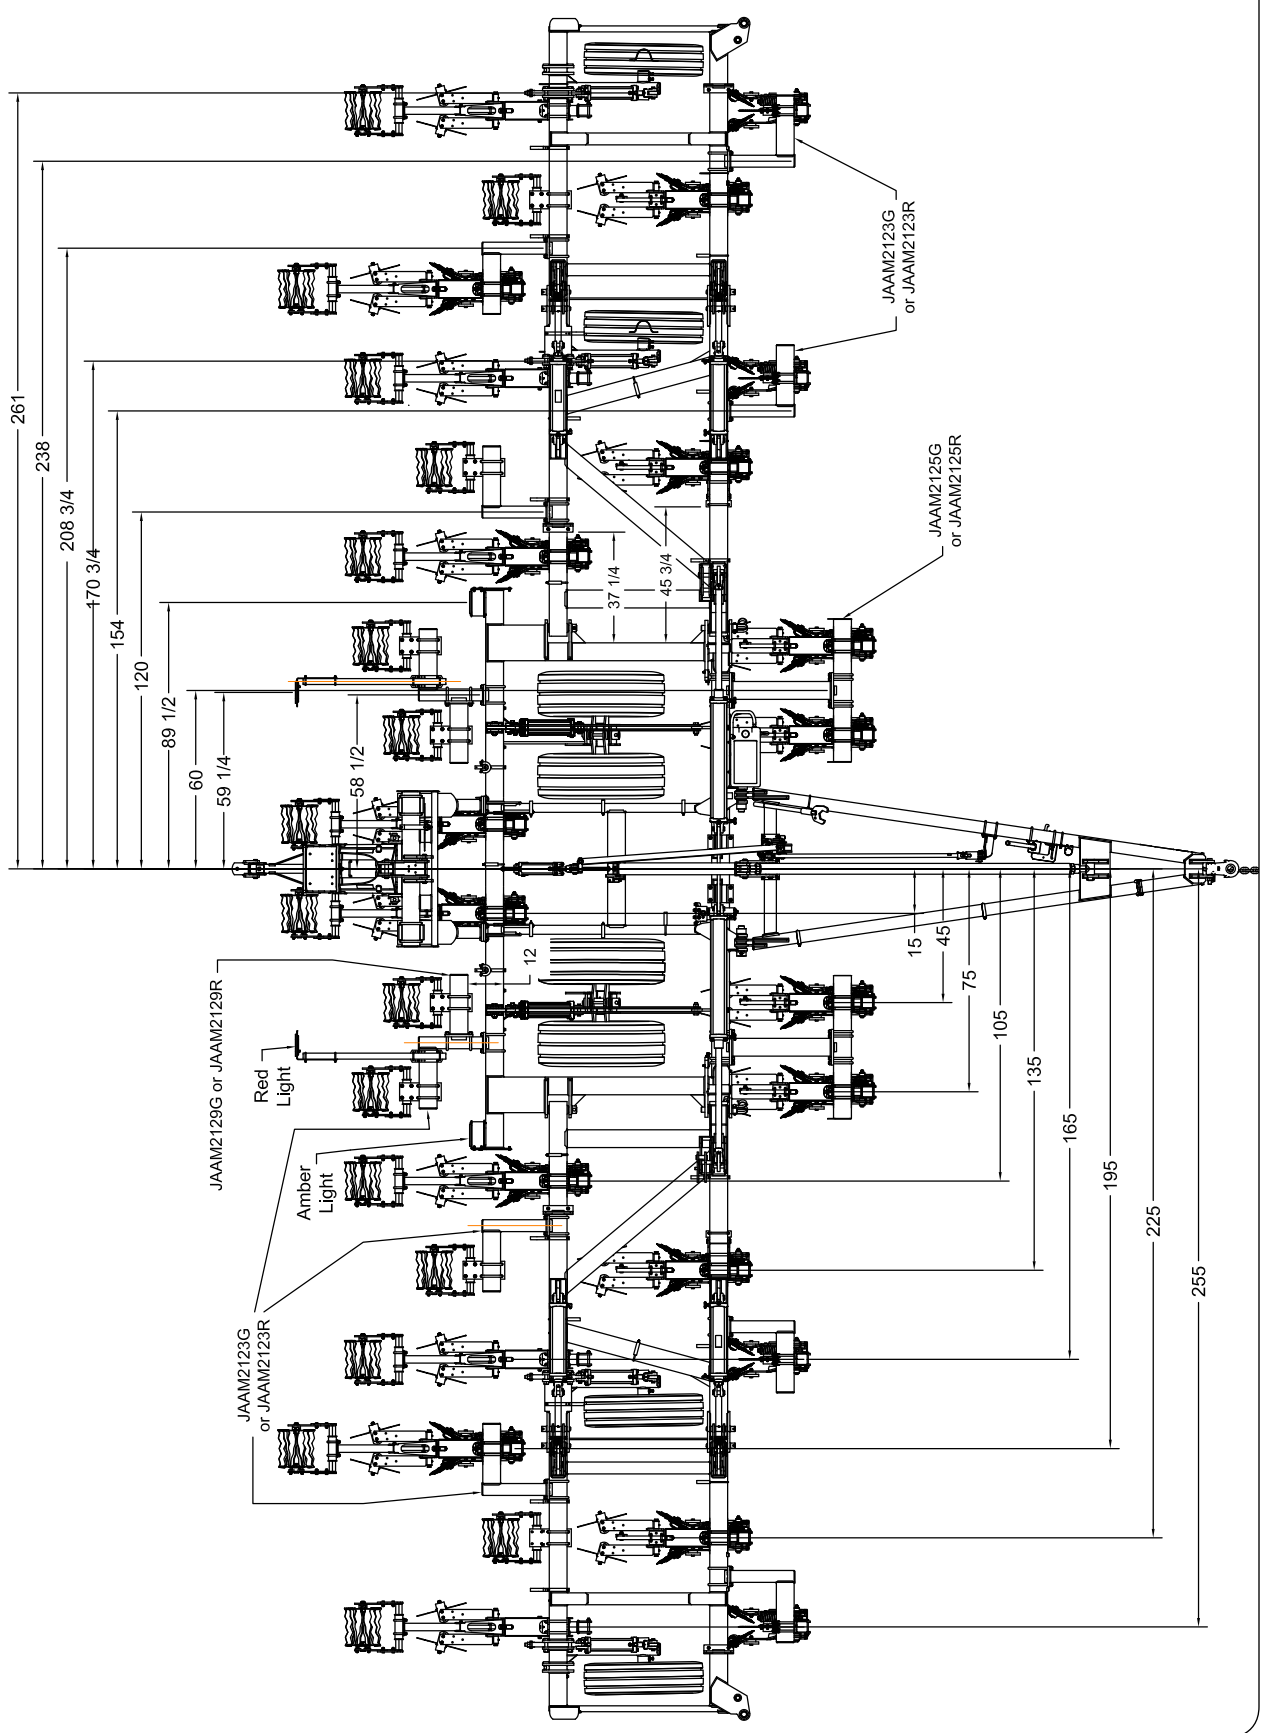 261
238
208 3/4
170 3/4
154
120
89 1/2
60
59 1/4
58 1/2
37 1/4
45 3/4
JAAM2123G
or JAAM2123R
JAAM2125G
or JAAM2125R
12
JAAM2129G or JAAM2129R
Red
Light
Amber
Light
JAAM2123G
or JAAM2123R
15
45
75
105
135
165
195
225
255